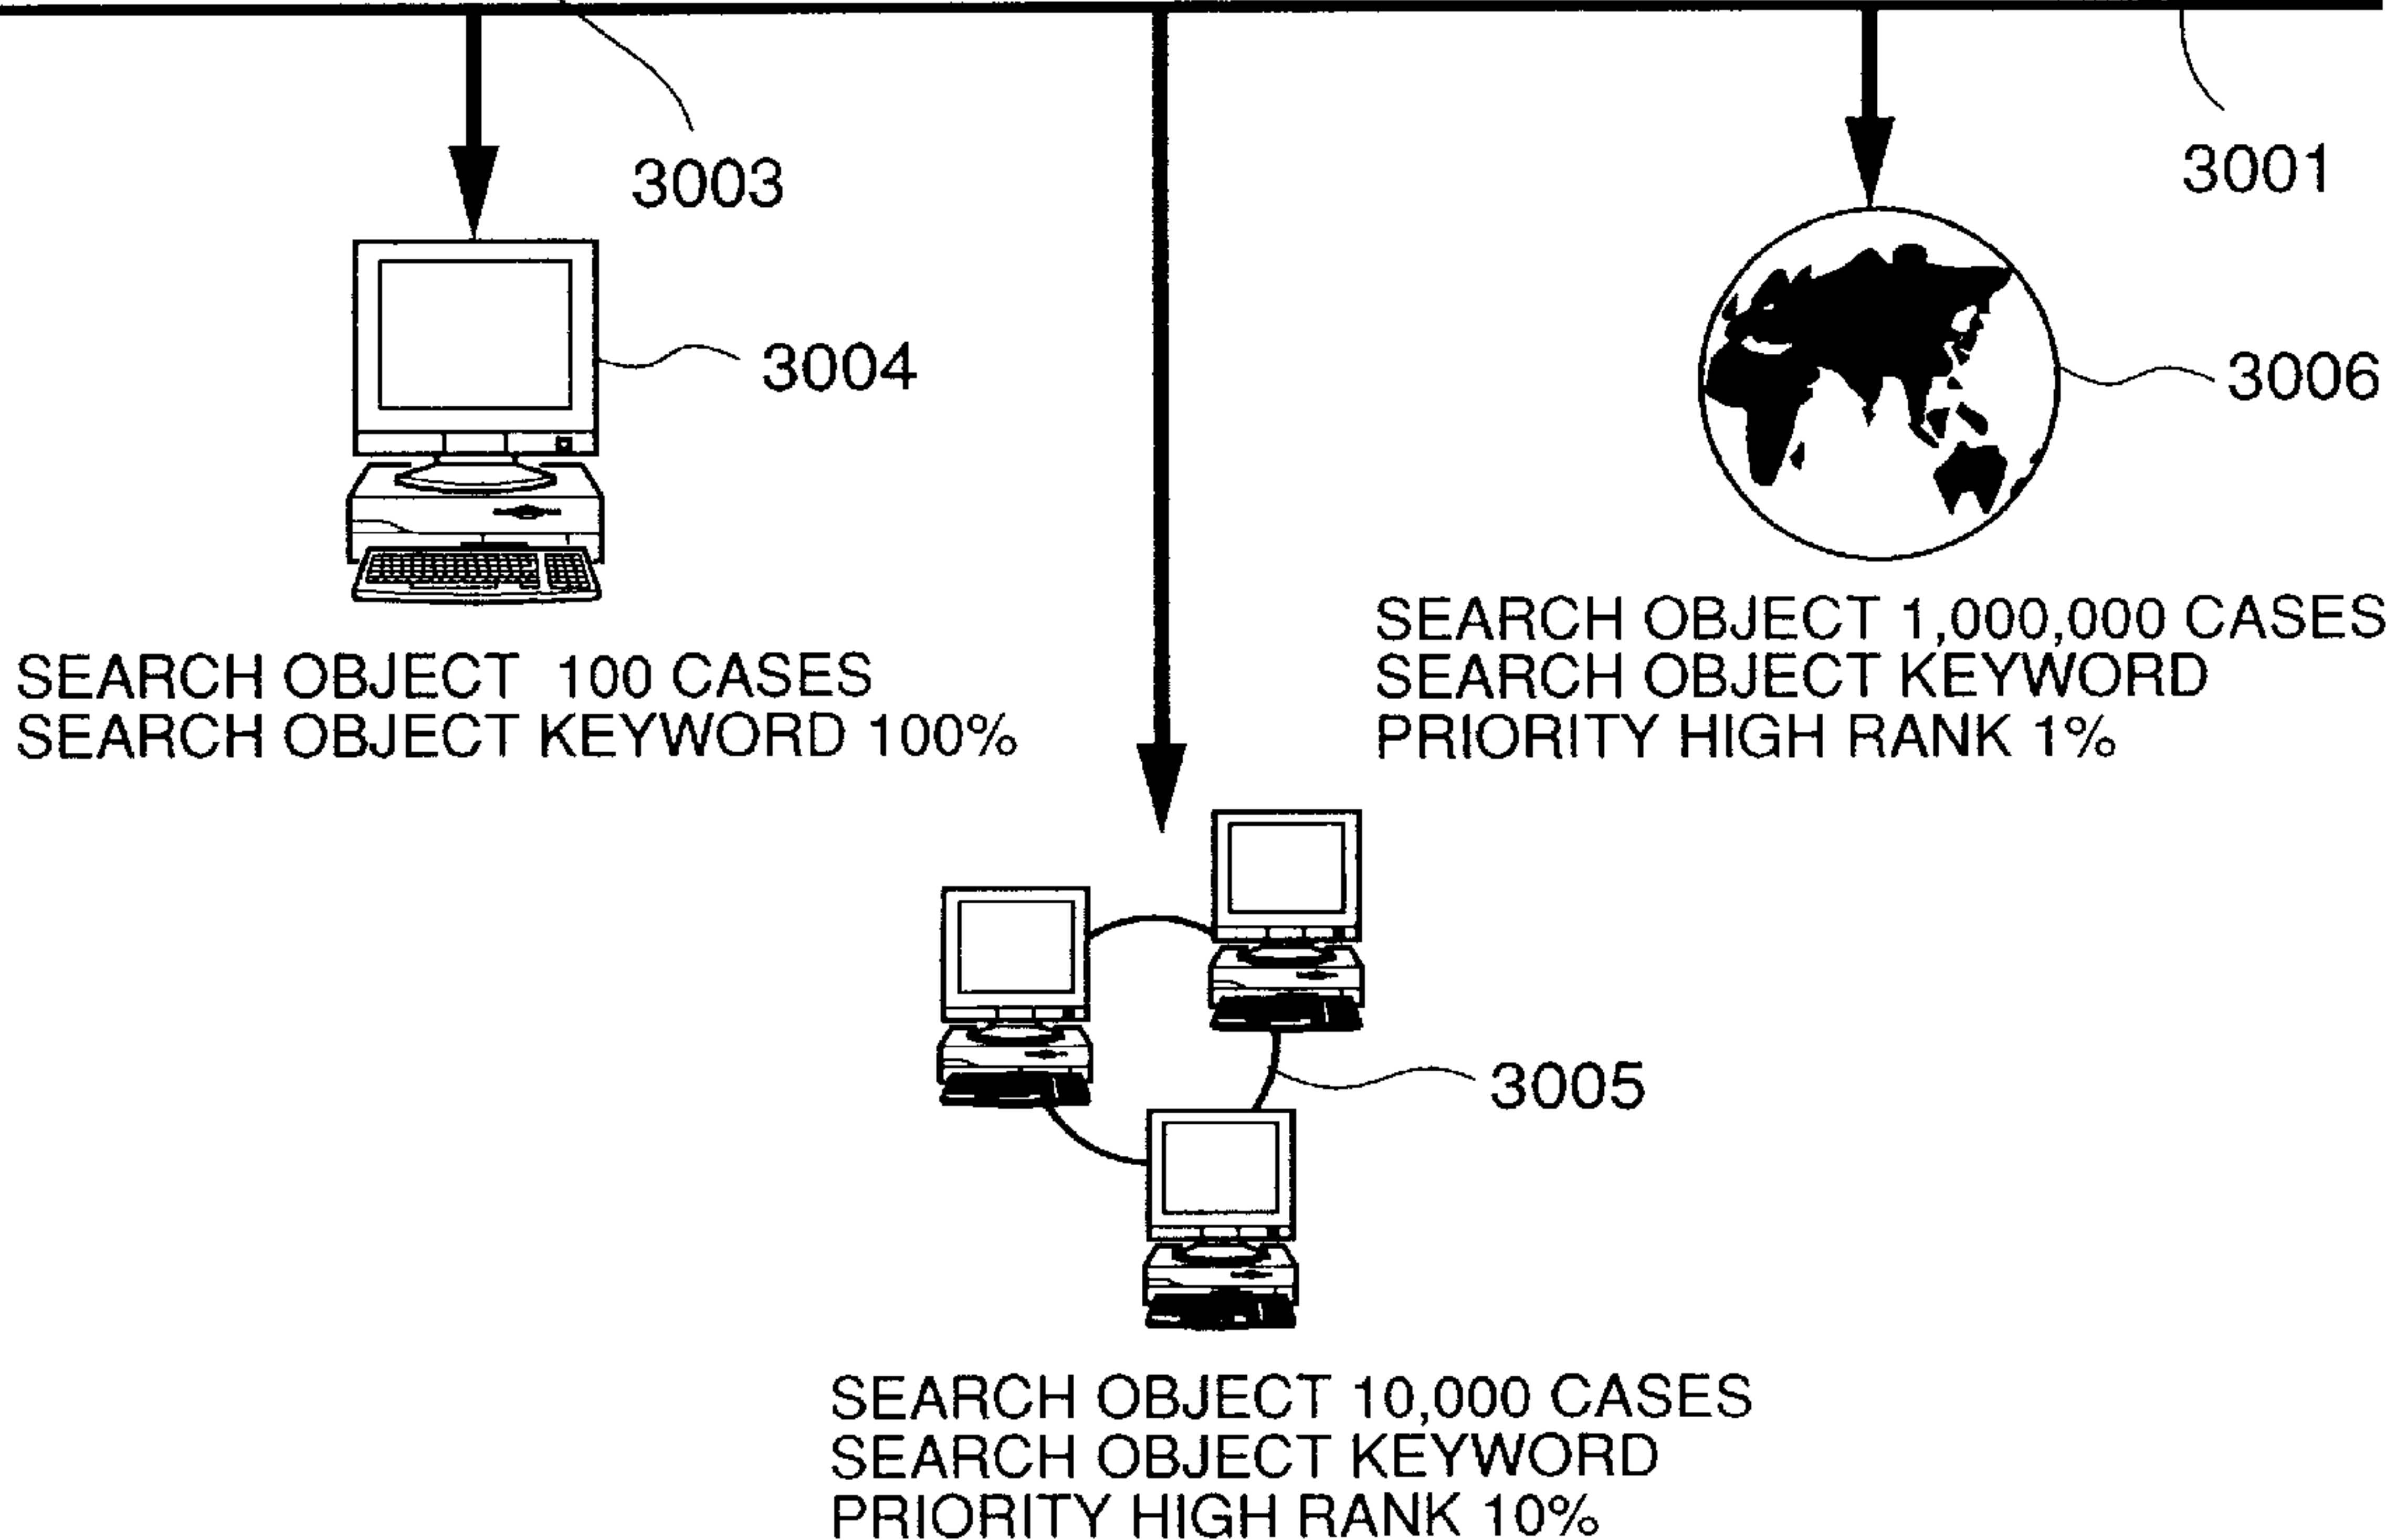 3003
3001
3004
3006
SEARCH OBJECT 100 CASES
SEARCH OBJECT KEYWORD 100%
SEARCH OBJECT 1,000,000 CASES
SEARCH OBJECT KEYWORD
PRIORITY HIGH RANK 1%
3005
SEARCH OBJECT 10,000 CASES
SEARCH OBJECT KEYWORD
PRIORITY HIGH RANK 10%